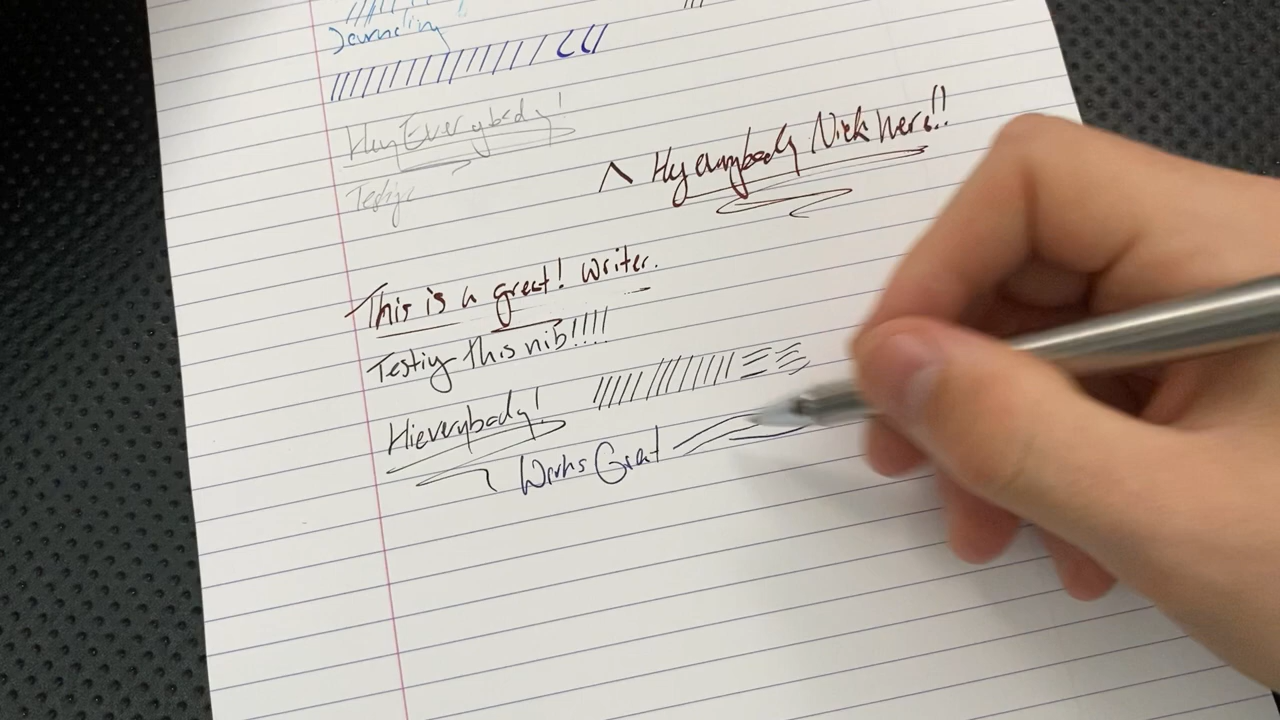 Journaling
Hey Everybody!
Hey everybody Nick here!!
This is a great! writer.
Testing this nib!!!!
Hi everybody!
Works Great